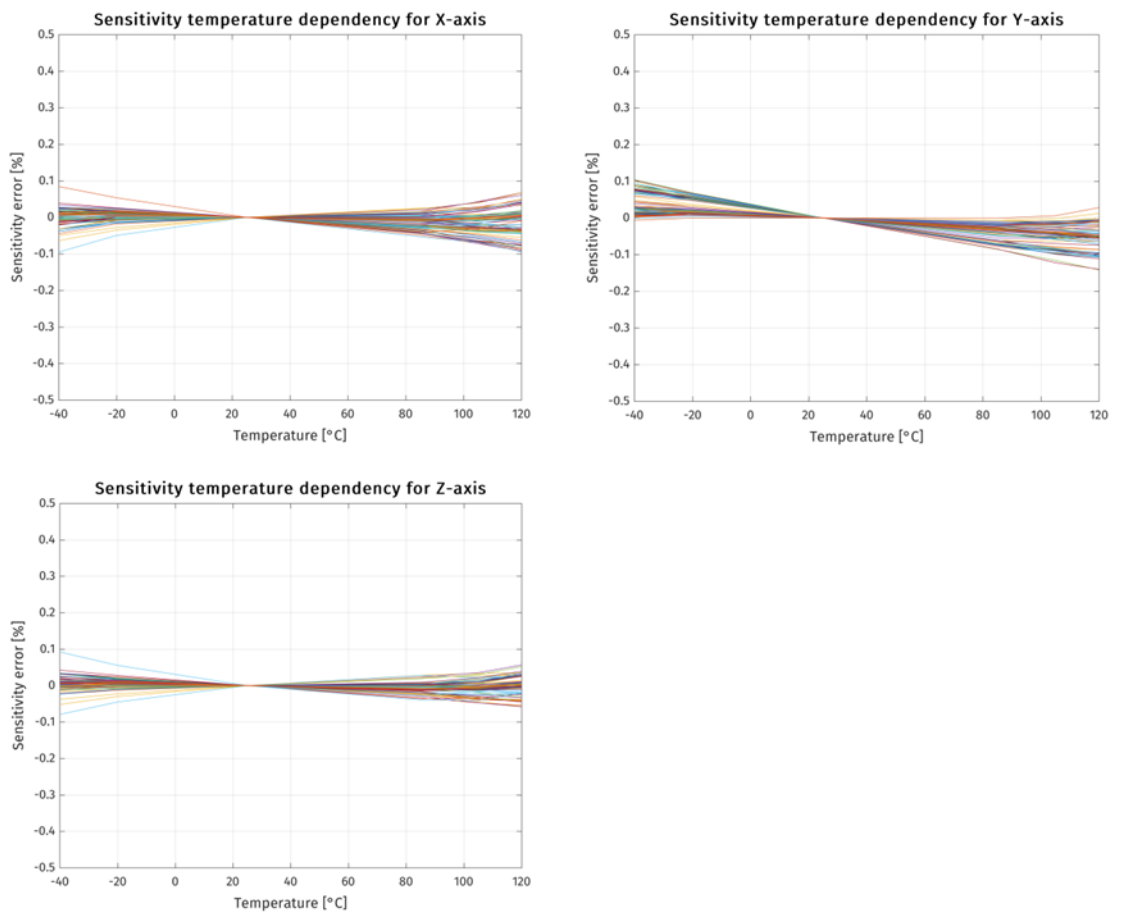 Sensitivity temperature dependency for X-axis
0.5
0.4
0.3
0.2
0.1
0
-0.1
-0.2
-0.3
-0.4
-0.5
Sensitivity error [%]
-40 -20 0 20 40 60 80 100 120
Temperature [°C]
Sensitivity temperature dependency for Y-axis
0.5
0.4
0.3
0.2
0.1
0
-0.1
-0.2
-0.3
-0.4
-0.5
Sensitivity error [%]
-40 -20 0 20 40 60 80 100 120
Temperature [°C]
Sensitivity temperature dependency for Z-axis
0.5
0.4
0.3
0.2
0.1
0
-0.1
-0.2
-0.3
-0.4
-0.5
Sensitivity error [%]
-40 -20 0 20 40 60 80 100 120
Temperature [°C]